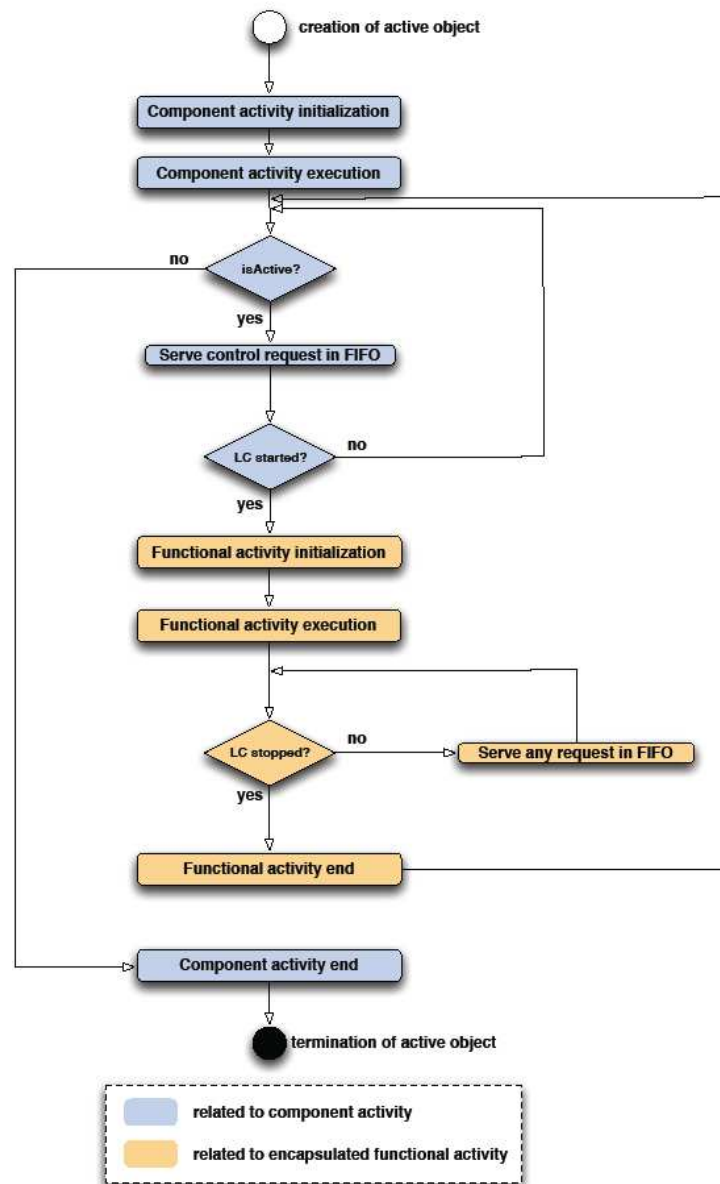 creation of active object
Component activity initialization
Component activity execution
no
isActive?
yes
Serve control request in FIFO
no
LC started?
yes
Functional activity initialization
Functional activity execution
no
LC stopped?
Serve any request in FIFO
yes
Functional activity end
Component activity end
termination of active object
related to component activity
related to encapsulated functional activity